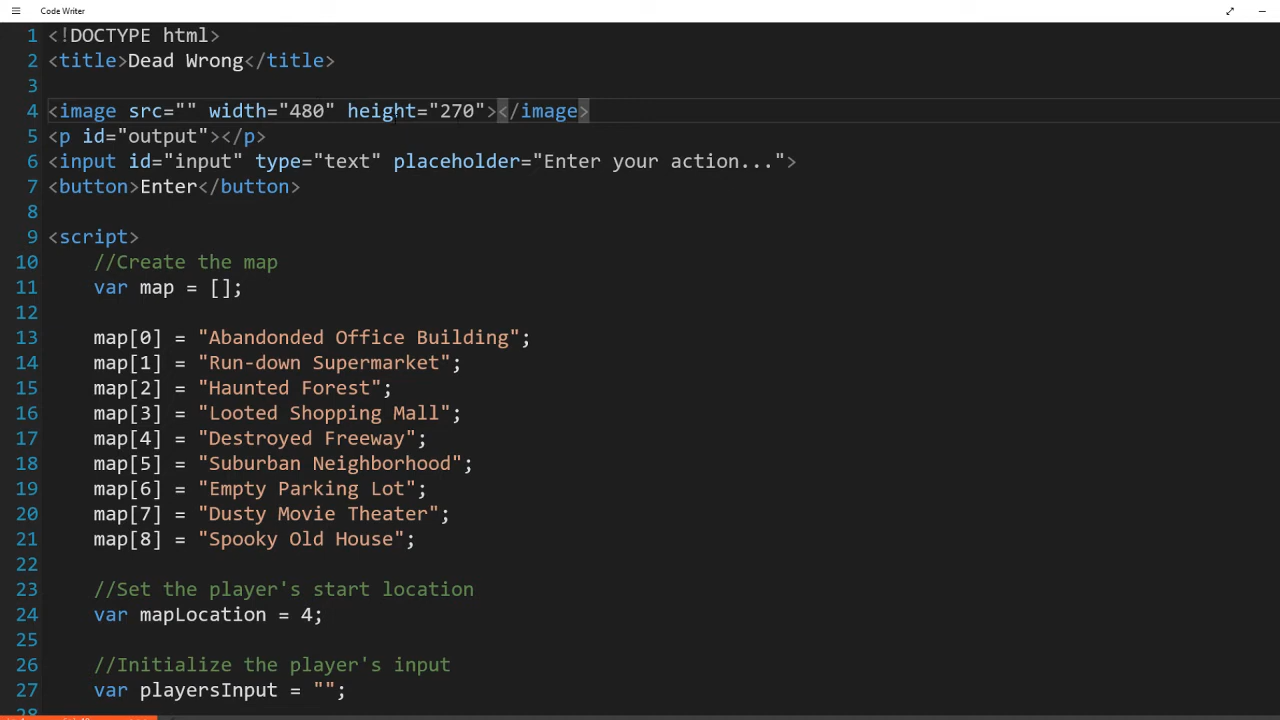 Code Writer
1 <!DOCTYPE html>
2 <title>Dead Wrong</title>
3
4 <image src="" width="480" height="270"></image>
5 <p id="output"></p>
6 <input id="input" type="text" placeholder="Enter your action...">
7 <button>Enter</button>
8
9 <script>
10 //Create the map
11 var map = [];
12
13 map[0] = "Abandonded Office Building";
14 map[1] = "Run-down Supermarket";
15 map[2] = "Haunted Forest";
16 map[3] = "Looted Shopping Mall";
17 map[4] = "Destroyed Freeway";
18 map[5] = "Suburban Neighborhood";
19 map[6] = "Empty Parking Lot";
20 map[7] = "Dusty Movie Theater";
21 map[8] = "Spooky Old House";
22
23 //Set the player's start location
24 var mapLocation = 4;
25
26 //Initialize the player's input
27 var playersInput = "";
28